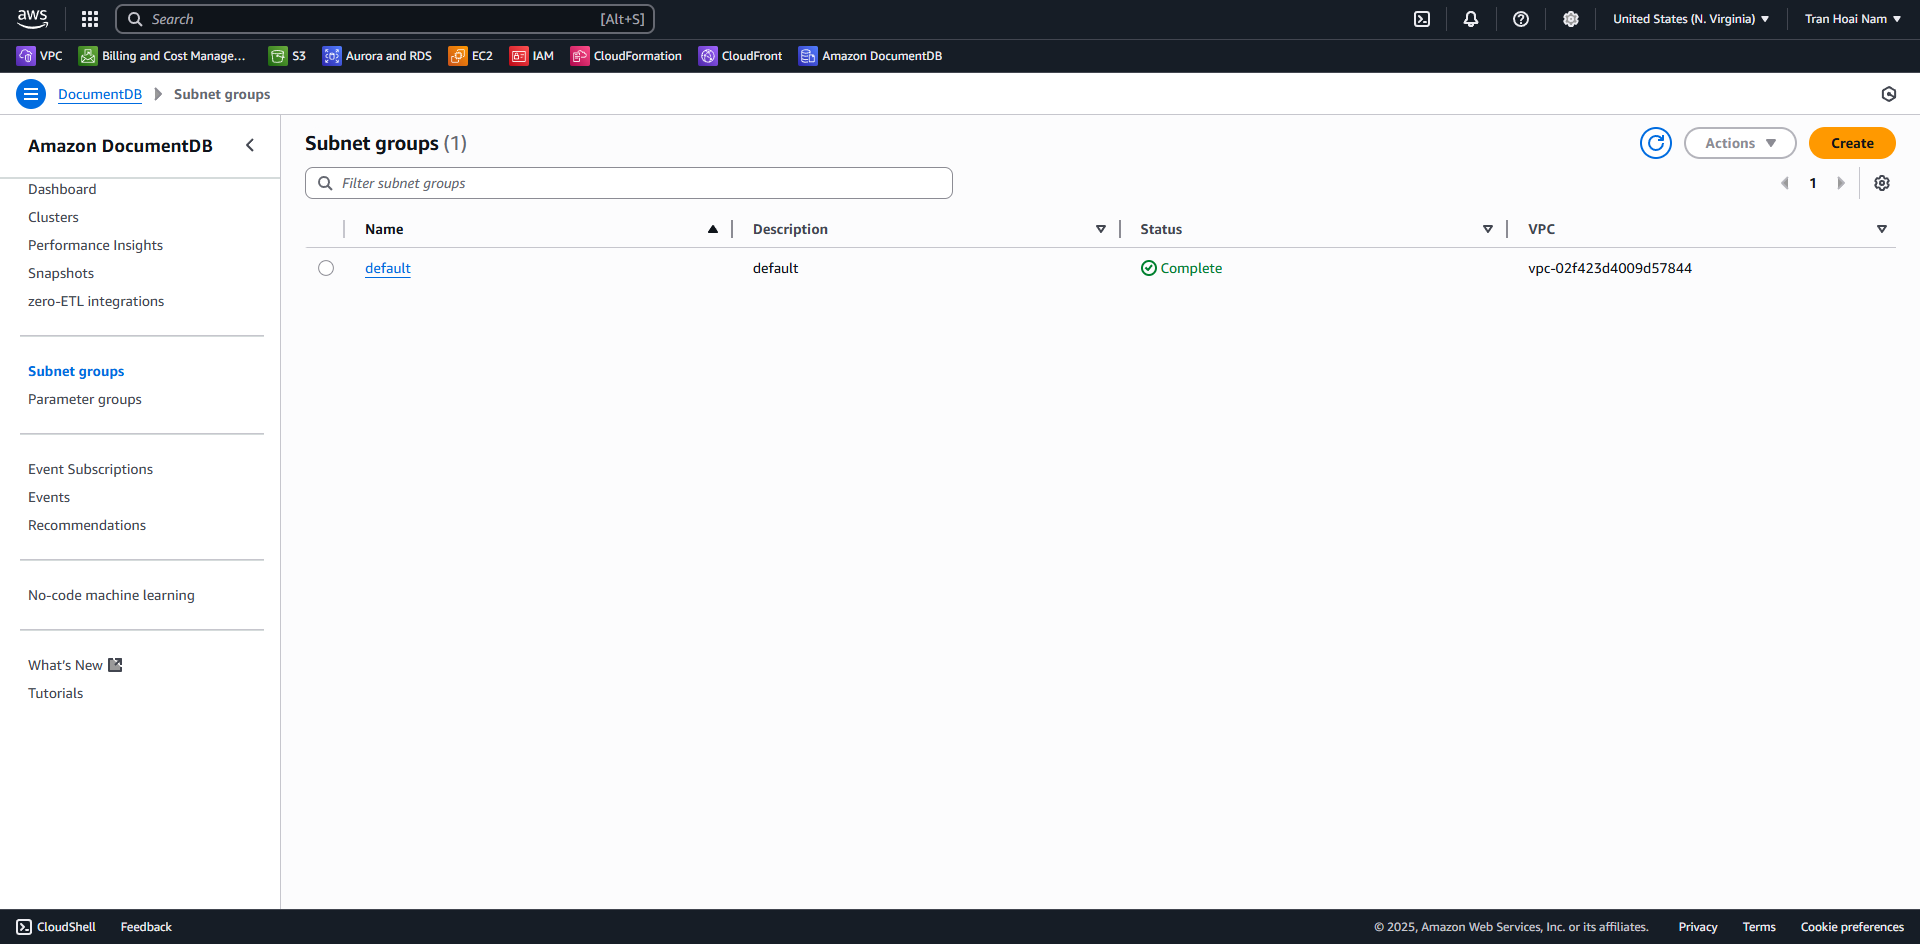 aws
Search [Alt+S]
United States (N. Virginia)
Tran Hoai Nam
VPC
Billing and Cost Manage...
S3
Aurora and RDS
EC2
IAM
CloudFormation
CloudFront
Amazon DocumentDB
DocumentDB
Subnet groups
Amazon DocumentDB
Dashboard
Clusters
Performance Insights
Snapshots
zero-ETL integrations
Subnet groups
Parameter groups
Event Subscriptions
Events
Recommendations
No-code machine learning
What's New
Tutorials
Subnet groups (1)
Actions
Create
Filter subnet groups
1
Name Description Status VPC
default default Complete vpc-02f423d4009d57844
CloudShell
Feedback
© 2025, Amazon Web Services, Inc. or its affiliates.
Privacy
Terms
Cookie preferences